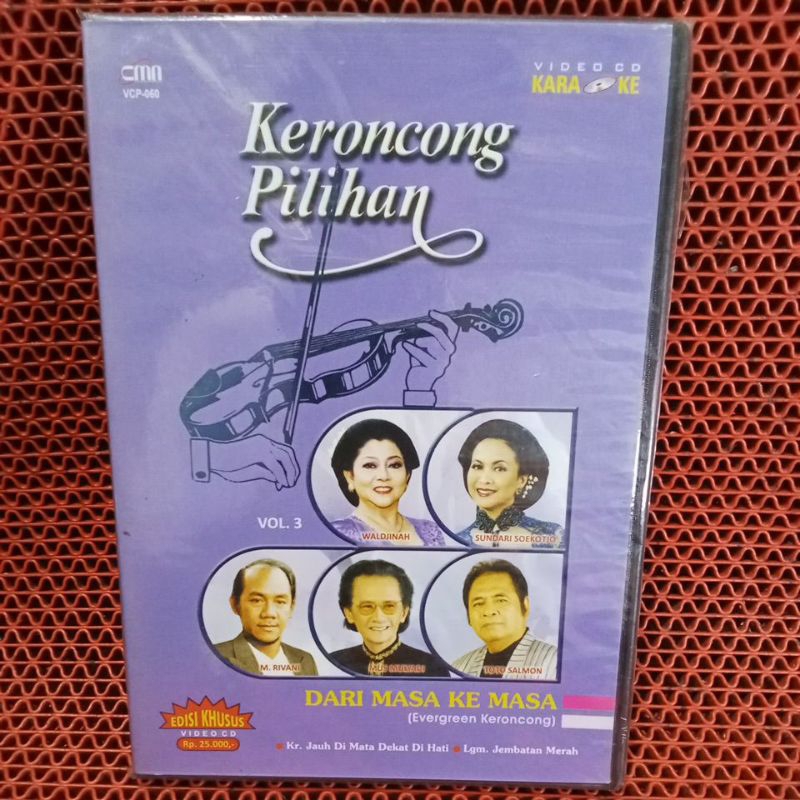 cmn
VCP-060
VIDEO CD
KARAOKE
Keroncong
Pilihan
VOL. 3
WALDJINAH
SUNDARI SOEKOTJO
M. RIVANI
MULYADI
TOTO SALMON
DARI MASA KE MASA
(Evergreen Keroncong)
EDISI KHUSUS
VIDEO CD
Rp. 25.000,-
Kr. Jauh Di Mata Dekat Di Hati • Lgm. Jembatan Merah